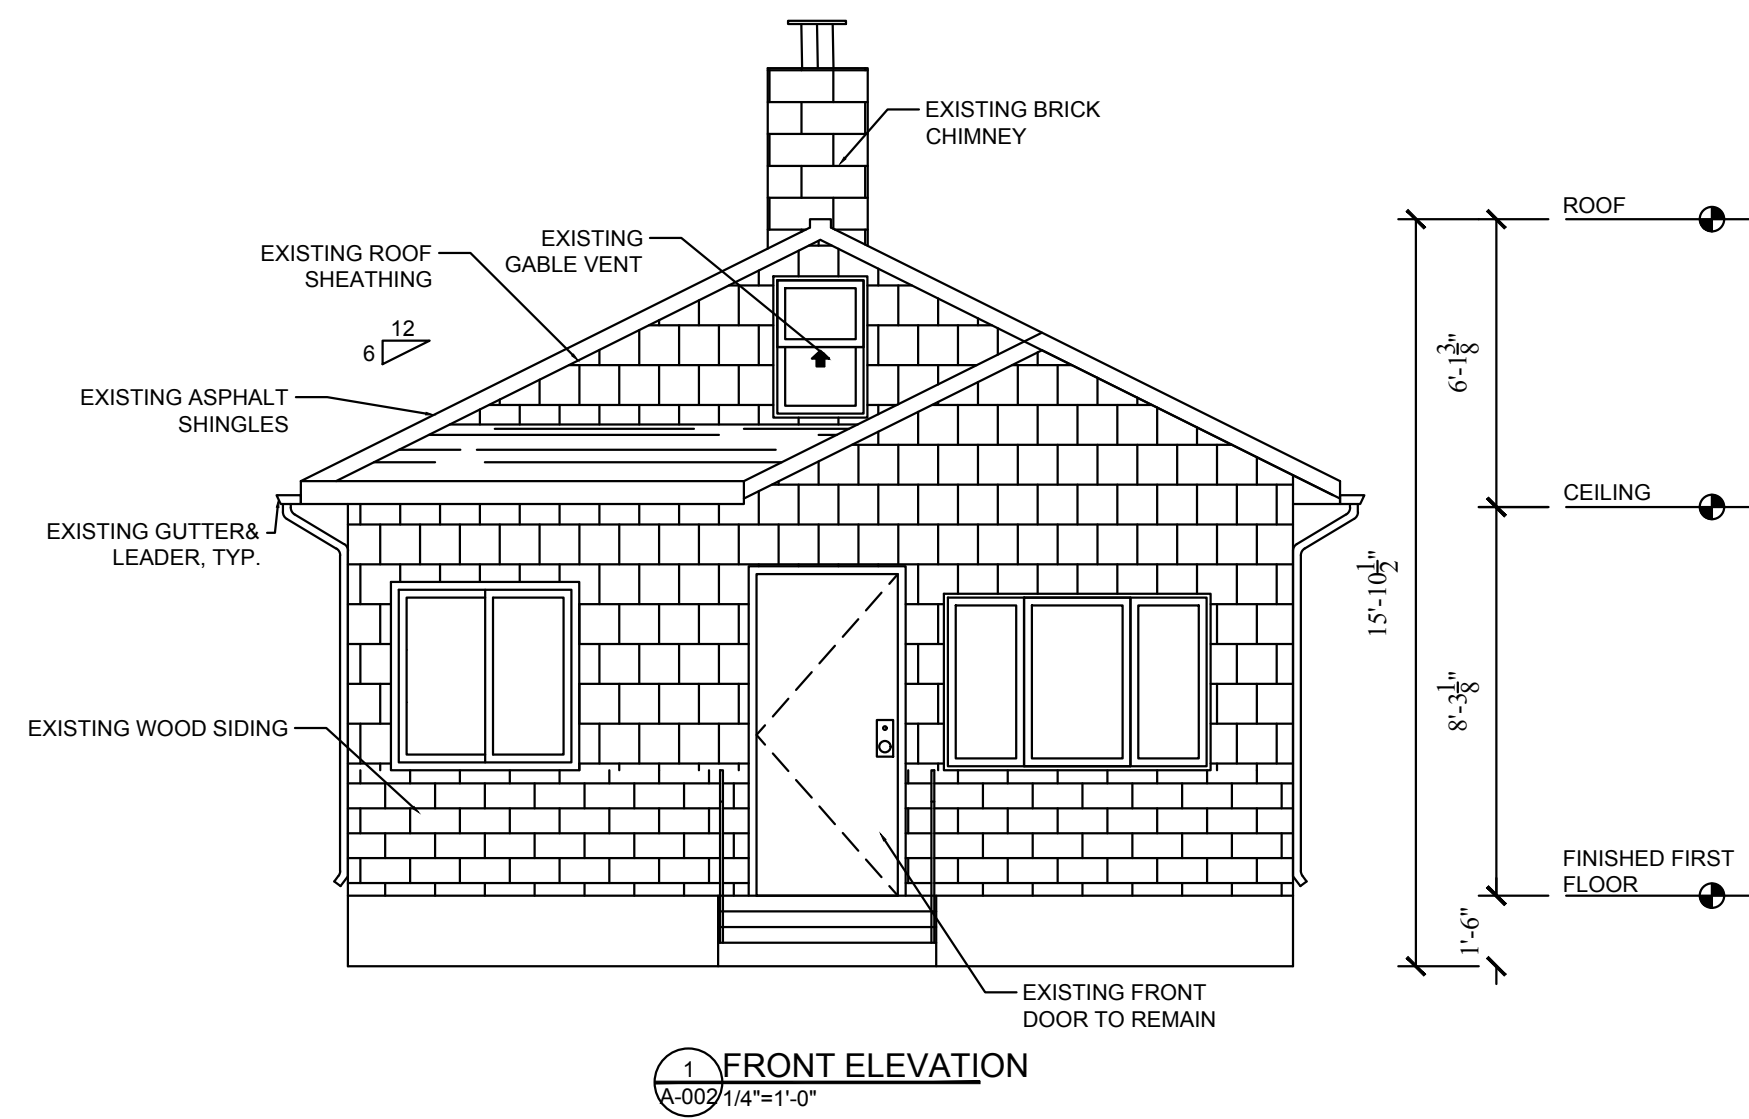 EXISTING BRICK
CHIMNEY
ROOF
EXISTING
GABLE VENT
EXISTING ROOF
SHEATHING
12
6
6'-1 3/8"
EXISTING ASPHALT
SHINGLES
CEILING
EXISTING GUTTER&
LEADER, TYP.
15'-10 1/2"
8'-3 1/8"
EXISTING WOOD SIDING
FINISHED FIRST
FLOOR
1'-6"
EXISTING FRONT
DOOR TO REMAIN
1
FRONT ELEVATION
A-002
1/4"=1'-0"